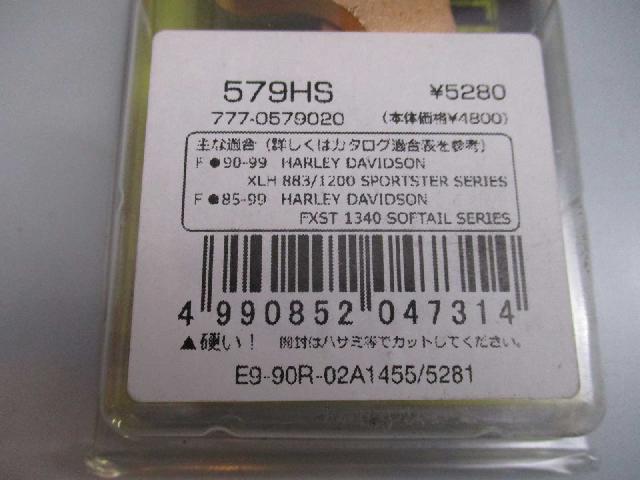 579HS ¥5280
777-0579020 (本体価格¥4800)
主な適合 (詳しくはカタログ適合表を参考)
F ●90-99 HARLEY DAVIDSON
XLH 883/1200 SPORTSTER SERIES
F ●85-99 HARLEY DAVIDSON
FXST 1340 SOFTAIL SERIES
4 990852 047314
▲硬い! 開封はハサミ等でカットしてください。
E9-90R-02A1455/5281